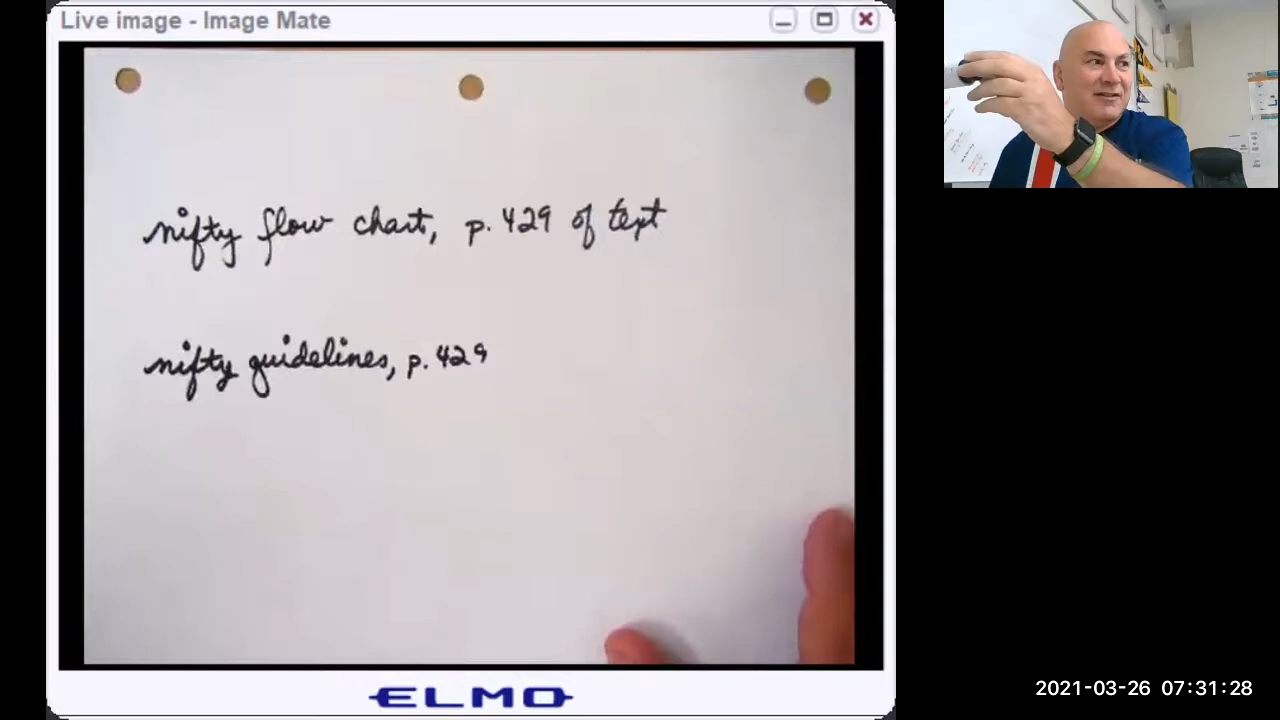 Live image - Image Mate
nifty flow chart, p. 429 of text
nifty guidelines, p. 429
ELMO
2021-03-26 07:31:28